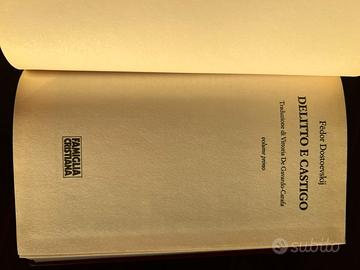 Fedor Dostoevskij
DELITTO E CASTIGO
Traduzione di Vittoria De Gavardo-Carafa
volume primo
FAMIGLIA
CRISTIANA
subito